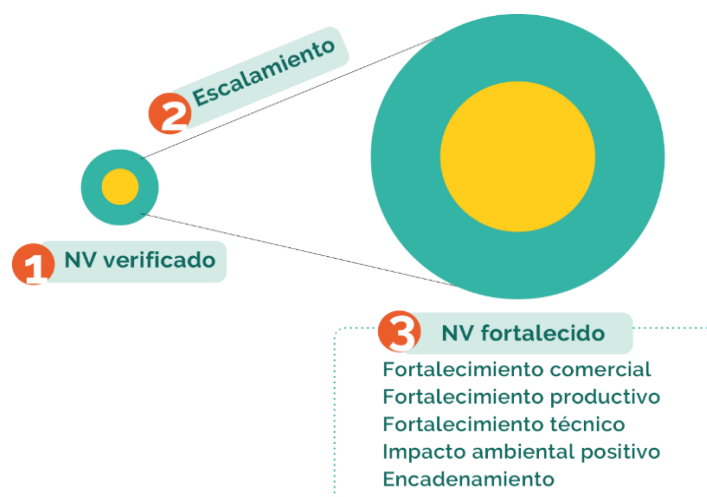 1 NV verificado
2 Escalamiento
3 NV fortalecido
Fortalecimiento comercial
Fortalecimiento productivo
Fortalecimiento técnico
Impacto ambiental positivo
Encadenamiento